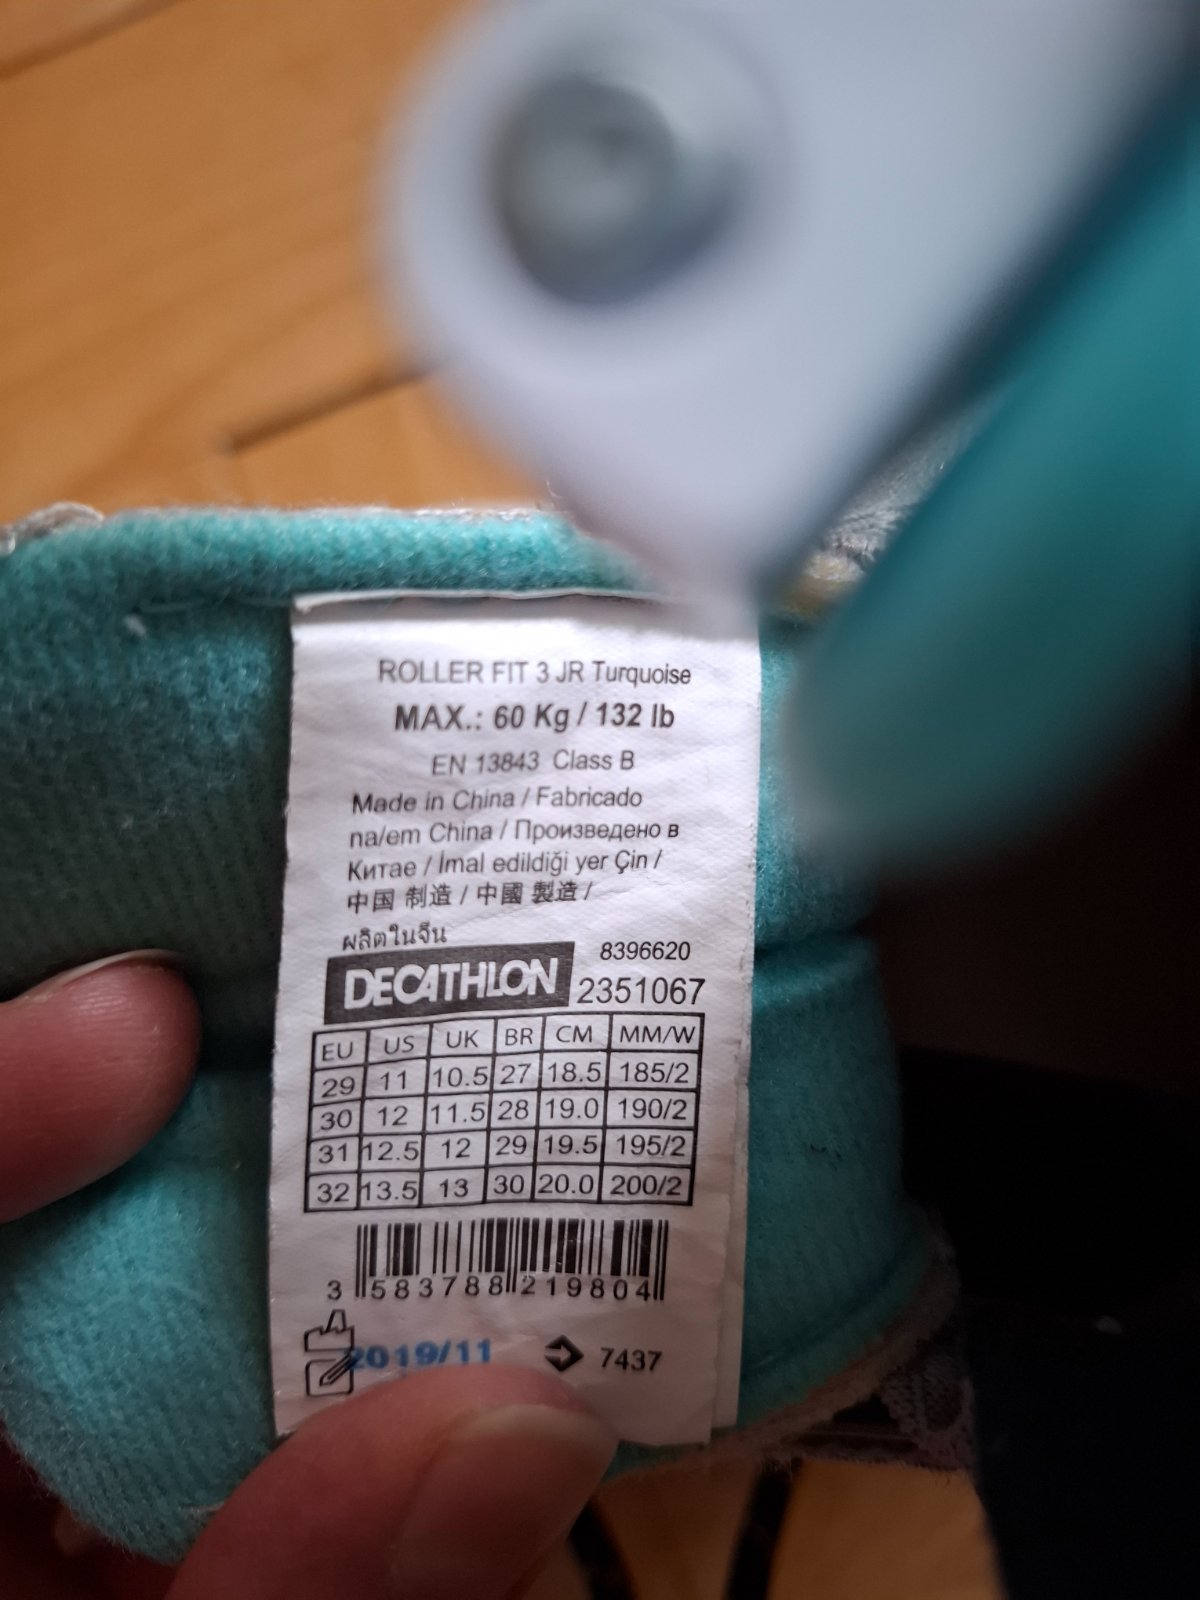 ROLLER FIT 3 JR Turquoise
MAX.: 60 Kg / 132 lb
EN 13843 Class B
Made in China / Fabricado
na/em China / Произведено в
Китае / İmal edildiği yer Çin /
中国 制造 / 中國 製造 /
ผลิตในจีน
DECATHLON 8396620
2351067
EU US UK BR CM MM/W
29 11 10.5 27 18.5 185/2
30 12 11.5 28 19.0 190/2
31 12.5 12 29 19.5 195/2
32 13.5 13 30 20.0 200/2
3 583788 219804
2019/11 7437